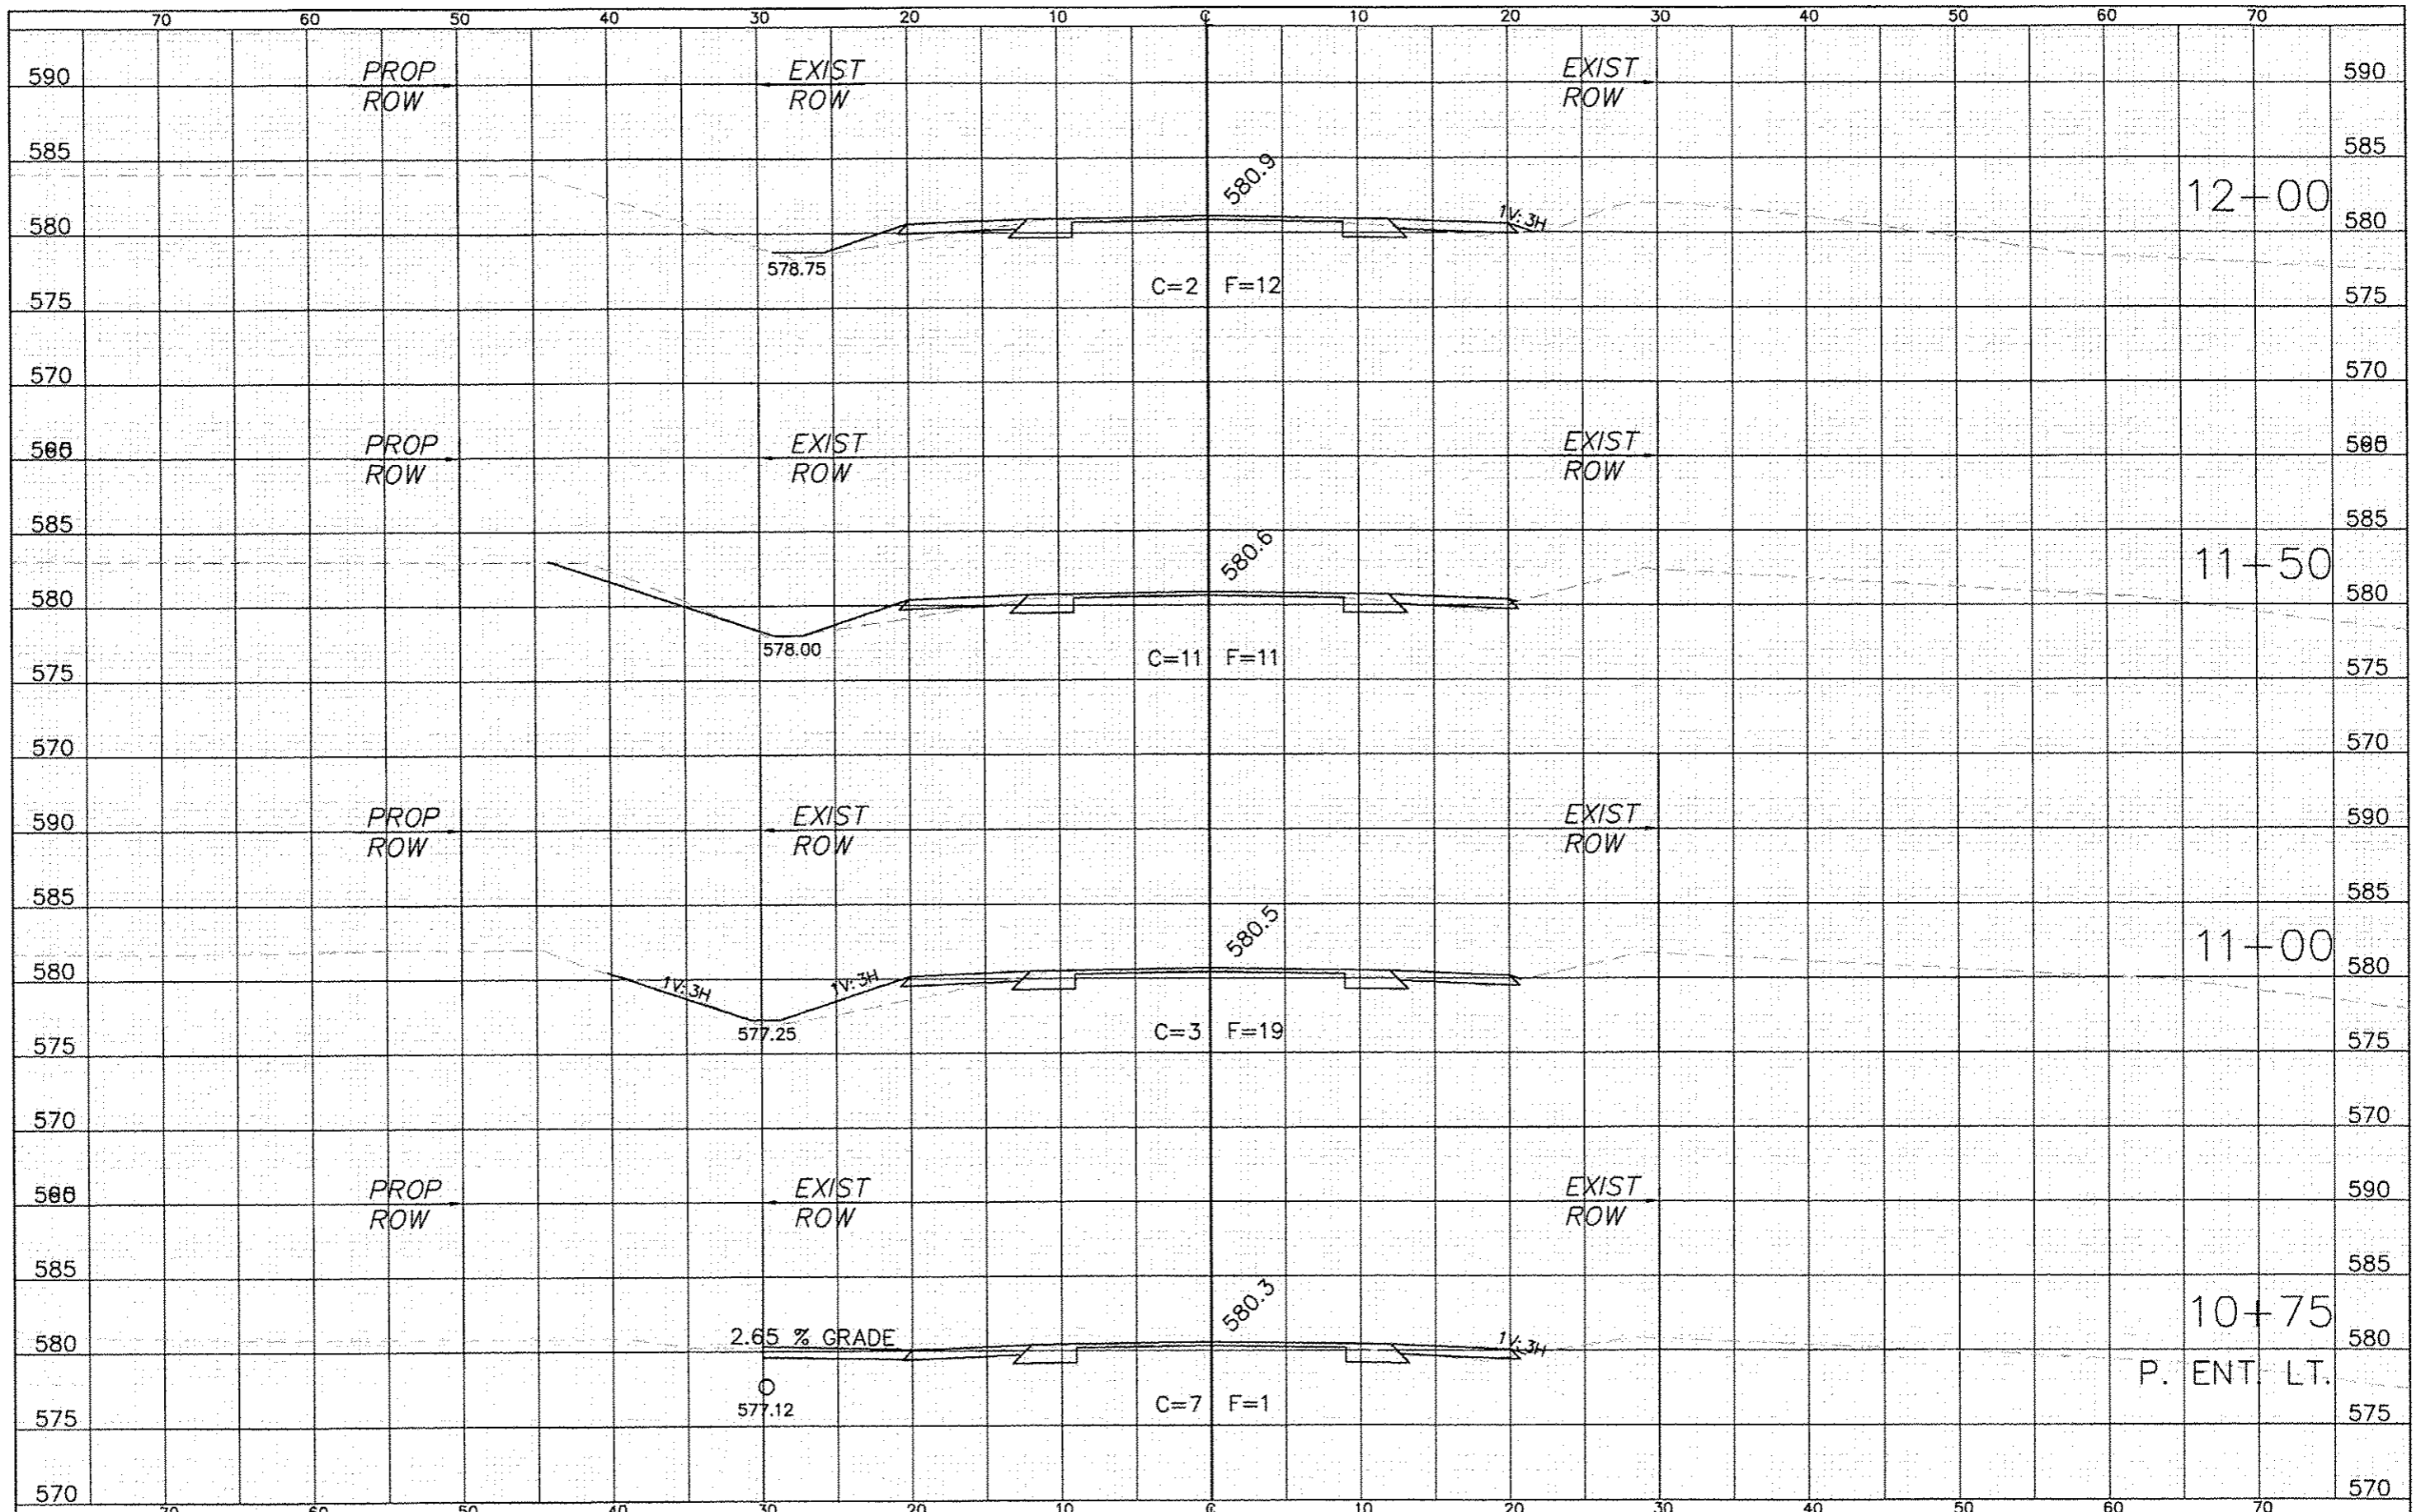 70 60 50 40 30 20 10 ℄ 10 20 30 40 50 60 70
590 PROP EXIST EXIST 590
ROW ROW ROW
585 585
580.9 12+00
580 1V:3H 580
578.75
C=2 F=12
575 575
570 570
PROP EXIST EXIST
ROW ROW ROW
585 585
580.6 11+50
580 580
578.00
C=11 F=11
575 575
570 570
590 PROP EXIST EXIST 590
ROW ROW ROW
585 585
580.5 11+00
580 1V:3H 1V:3H 580
577.25
C=3 F=19
575 575
570 570
PROP EXIST EXIST 590
ROW ROW ROW
585 585
580.3 10+75
580 2.65 % GRADE 1V:3H 580
P. ENT. LT.
577.12
C=7 F=1
575 575
570 570
70 60 50 40 30 20 10 ℄ 10 20 30 40 50 60 70